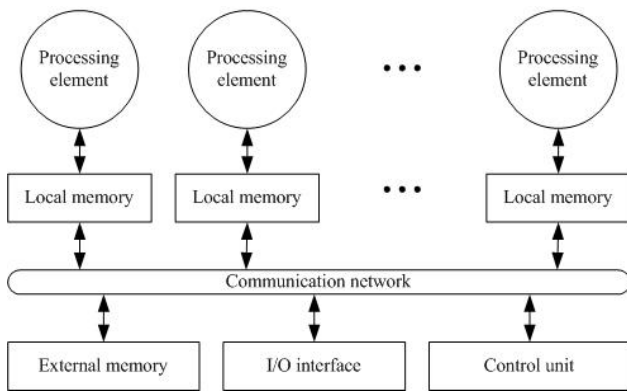 Processing
element
Processing
element
Processing
element
Local memory
Local memory
Local memory
Communication network
External memory
I/O interface
Control unit